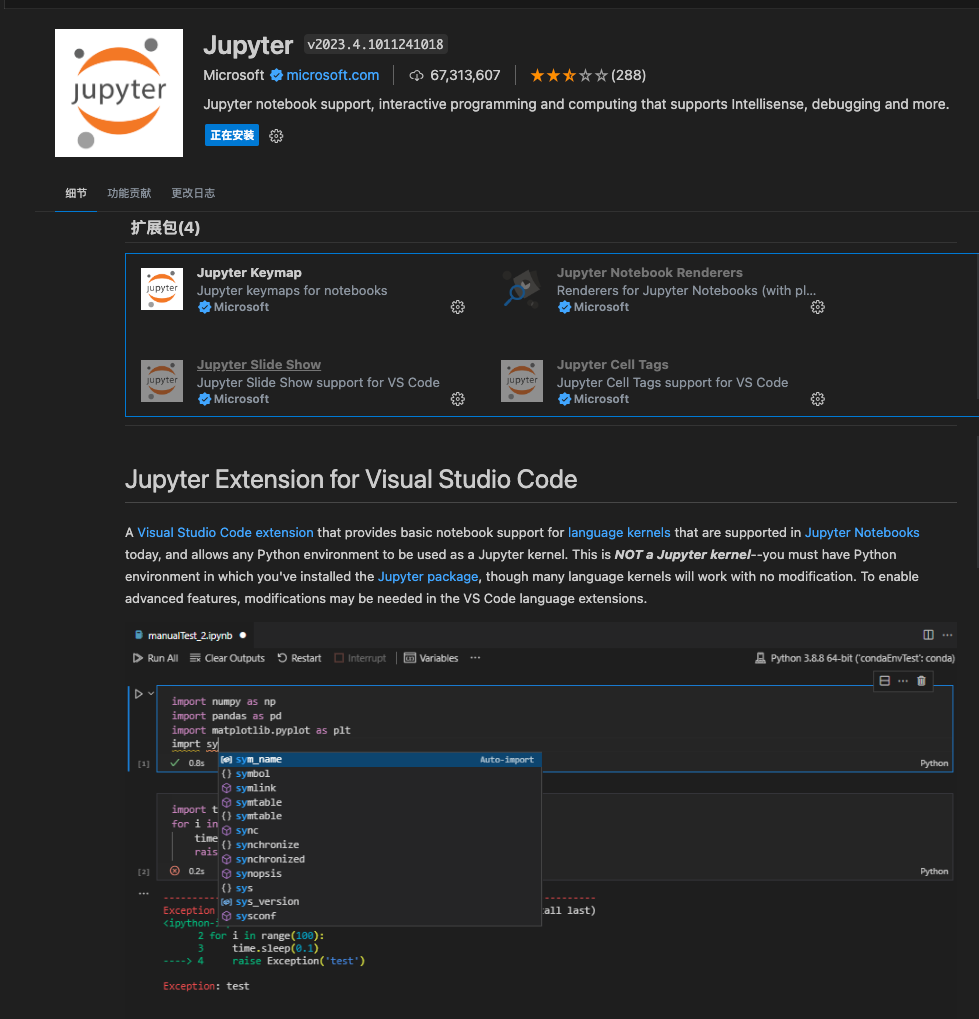 jupyter
Jupyter v2023.4.1011241018
Microsoft microsoft.com 67,313,607 (288)
Jupyter notebook support, interactive programming and computing that supports Intellisense, debugging and more.
正在安装
细节 功能贡献 更改日志
扩展包(4)
jupyter
Jupyter Keymap
Jupyter keymaps for notebooks
Microsoft
Jupyter Notebook Renderers
Renderers for Jupyter Notebooks (with pl...
Microsoft
jupyter
Jupyter Slide Show
Jupyter Slide Show support for VS Code
Microsoft
jupyter
Jupyter Cell Tags
Jupyter Cell Tags support for VS Code
Microsoft
Jupyter Extension for Visual Studio Code
A Visual Studio Code extension that provides basic notebook support for language kernels that are supported in Jupyter Notebooks
today, and allows any Python environment to be used as a Jupyter kernel. This is NOT a Jupyter kernel--you must have Python
environment in which you've installed the Jupyter package, though many language kernels will work with no modification. To enable
advanced features, modifications may be needed in the VS Code language extensions.
manualTest_2.ipynb
Run All Clear Outputs Restart Interrupt Variables ... Python 3.8.8 64-bit ('condaEnvTest': conda)
import numpy as np
import pandas as pd
import matplotlib.pyplot as plt
imprt sy
[1] 0.8s Python
sym_name Auto-import
symbol
symlink
symtable
symtable
sync
synchronize
synchronized
synopsis
sys
sys_version
sysconf
import t
for i in
time
rais
[2] 0.2s Python
...
---------------------------------------------------------------------------
Exception all last)
<ipython-i
2 for i in range(100):
3 time.sleep(0.1)
----> 4 raise Exception('test')
Exception: test